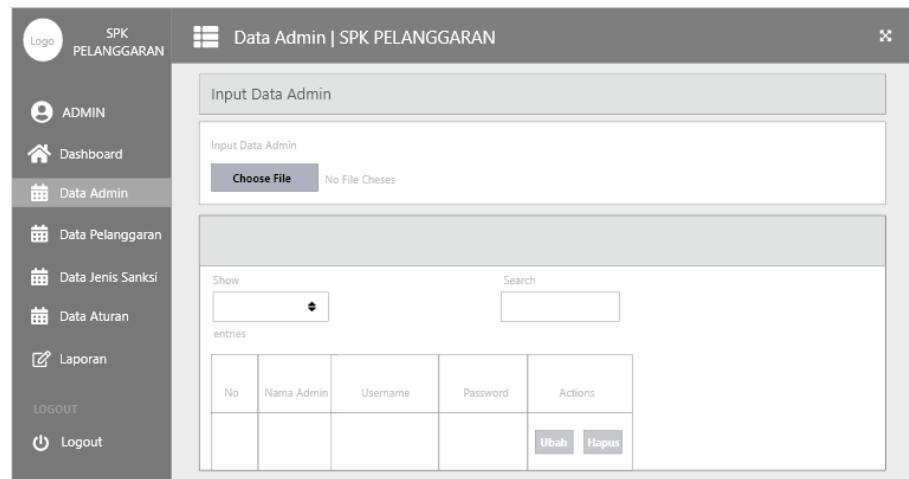 Logo
SPK
PELANGGARAN
Data Admin | SPK PELANGGARAN
ADMIN
Dashboard
Data Admin
Data Pelanggaran
Data Jenis Sanksi
Data Aturan
Laporan
LOGOUT
Logout
Input Data Admin
Input Data Admin
Choose File No File Cheses
Show Search
entries
No Nama Admin Username Password Actions
Ubah Hapus